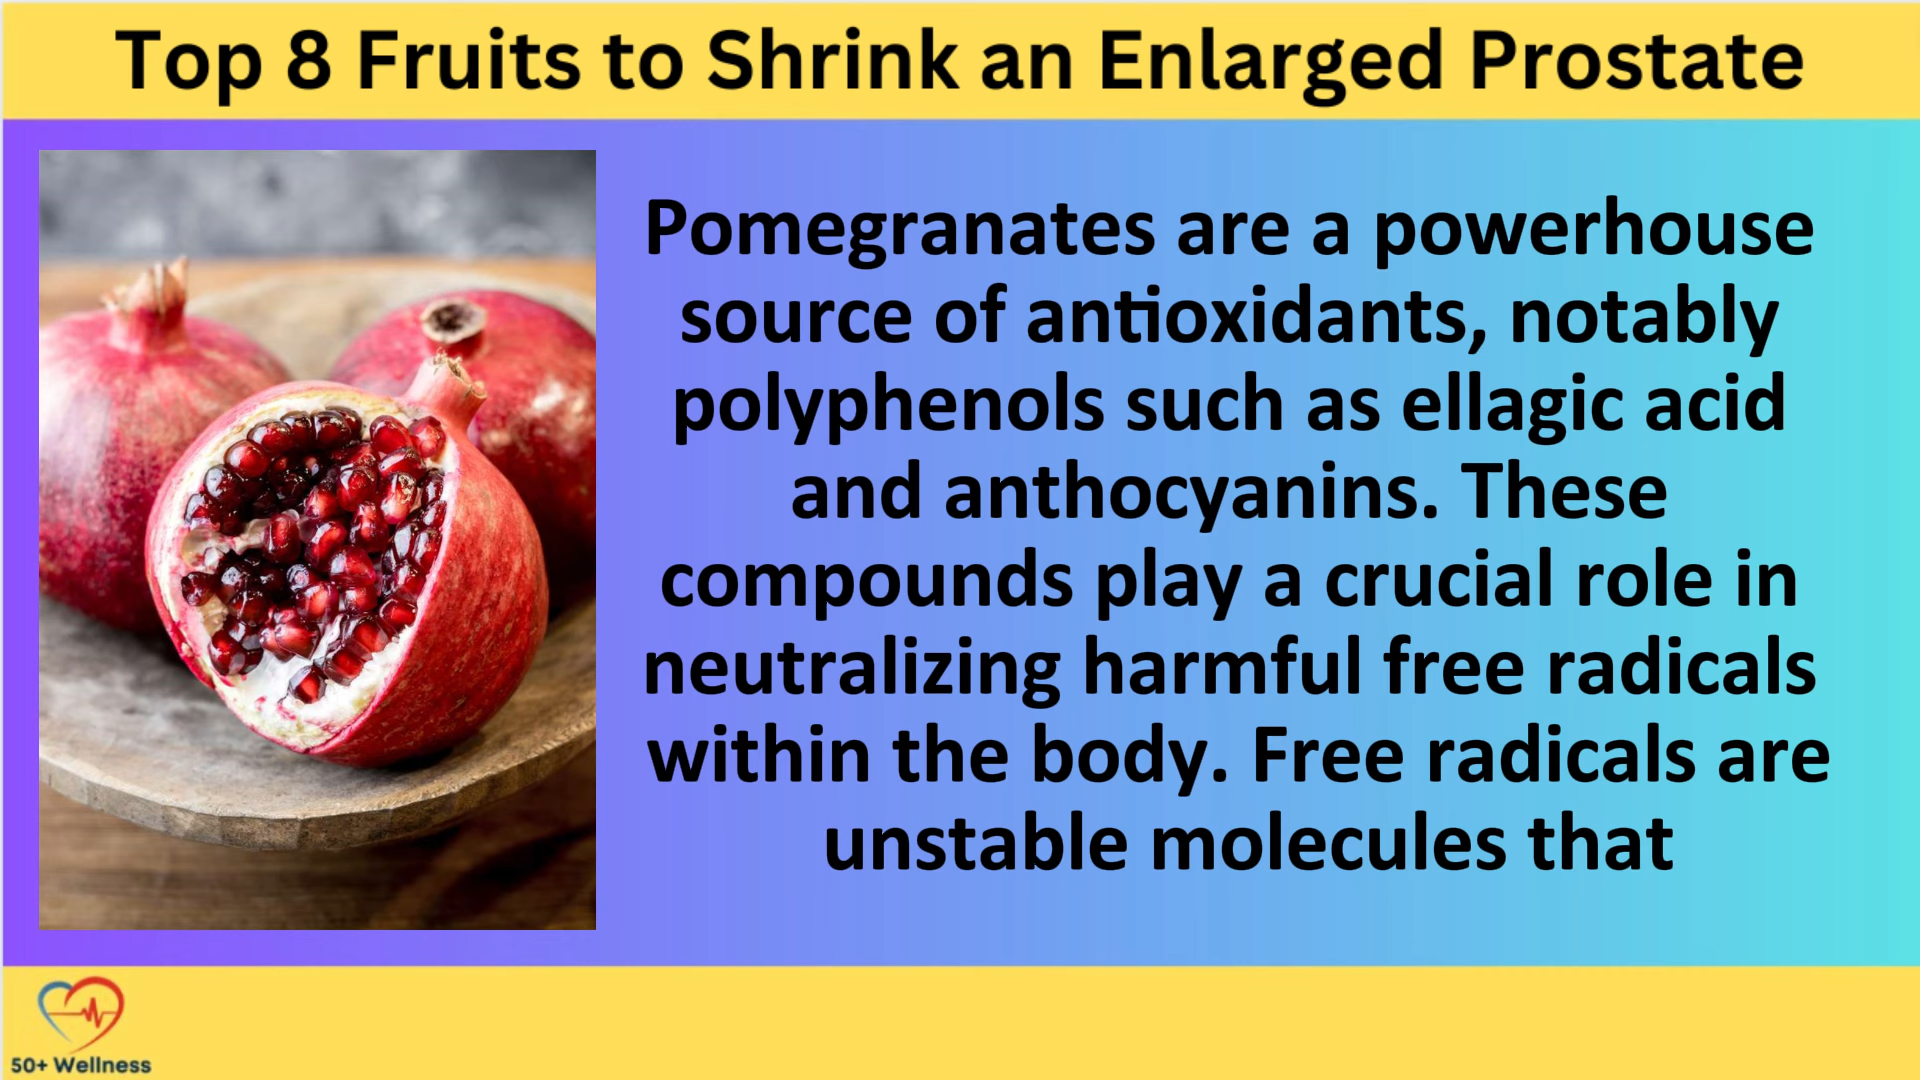 Top 8 Fruits to Shrink an Enlarged Prostate
Pomegranates are a powerhouse
source of antioxidants, notably
polyphenols such as ellagic acid
and anthocyanins. These
compounds play a crucial role in
neutralizing harmful free radicals
within the body. Free radicals are
unstable molecules that
50+ Wellness